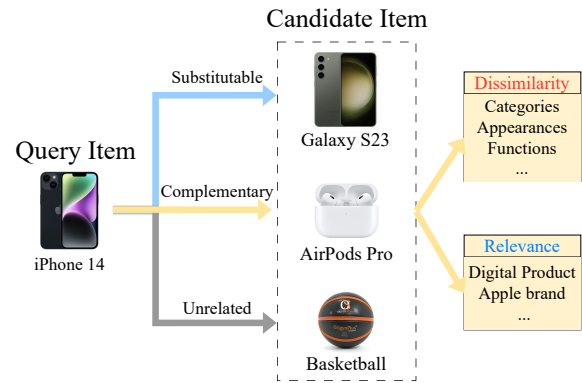 Candidate Item
Substitutable
Dissimilarity
Categories
Appearances
Functions
...
Galaxy S23
Query Item
Complementary
iPhone 14
AirPods Pro
Relevance
Digital Product
Apple brand
...
Unrelated
Basketball